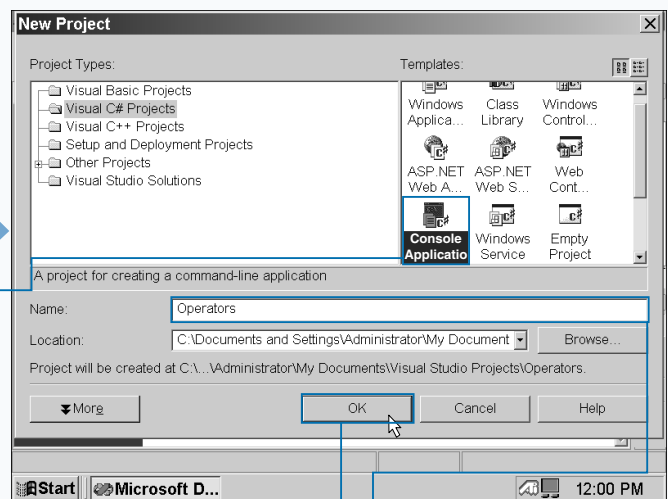 New Project
Project Types:
Templates:
Visual Basic Projects
Visual C# Projects
Visual C++ Projects
Setup and Deployment Projects
Other Projects
Visual Studio Solutions
Windows Applica...
Class Library
Windows Control...
ASP.NET Web A...
ASP.NET Web S...
Web Cont...
Console Applicatio
Windows Service
Empty Project
A project for creating a command-line application
Name:
Operators
Location:
C:\Documents and Settings\Administrator\My Document
Browse...
Project will be created at C:\...\Administrator\My Documents\Visual Studio Projects\Operators.
More
OK
Cancel
Help
Start
Microsoft D...
12:00 PM